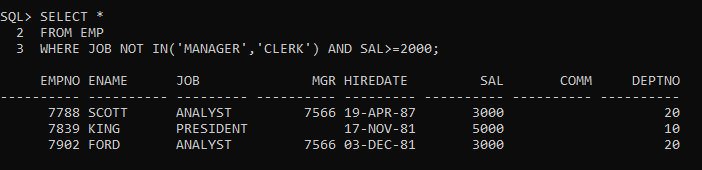 SQL> SELECT *
  2  FROM EMP
  3  WHERE JOB NOT IN('MANAGER','CLERK') AND SAL>=2000;
     EMPNO ENAME      JOB              MGR HIREDATE         SAL       COMM     DEPTNO
---------- ---------- --------- ---------- --------- ---------- ---------- ----------
      7788 SCOTT      ANALYST         7566 19-APR-87       3000                    20
      7839 KING       PRESIDENT            17-NOV-81       5000                    10
      7902 FORD       ANALYST         7566 03-DEC-81       3000                    20